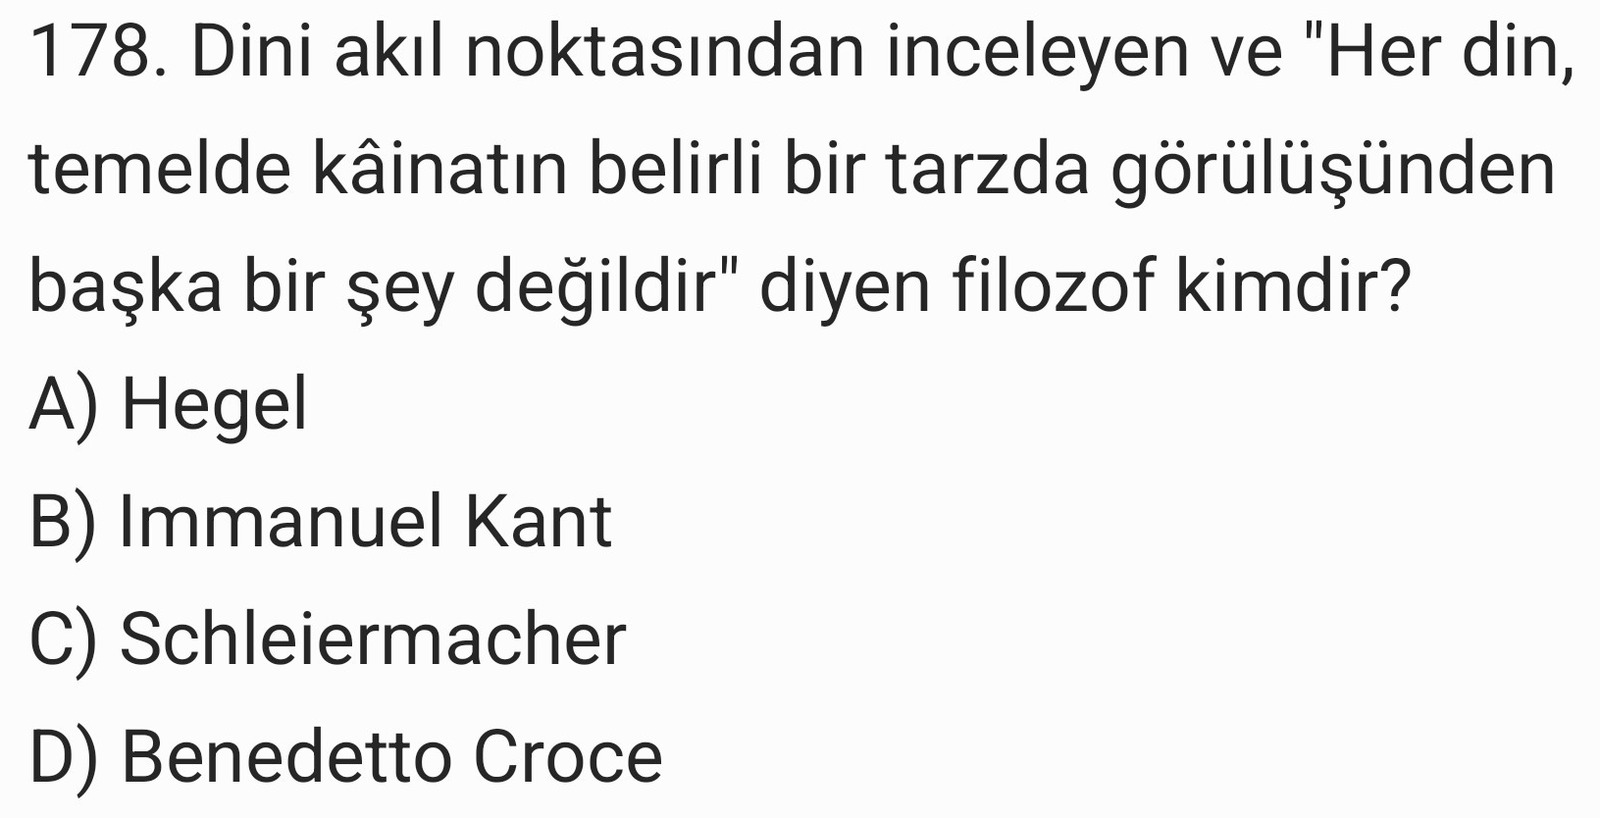 178. Dini akıl noktasından inceleyen ve "Her din,
temelde kâinatın belirli bir tarzda görülüşünden
başka bir şey değildir" diyen filozof kimdir?
A) Hegel
B) Immanuel Kant
C) Schleiermacher
D) Benedetto Croce